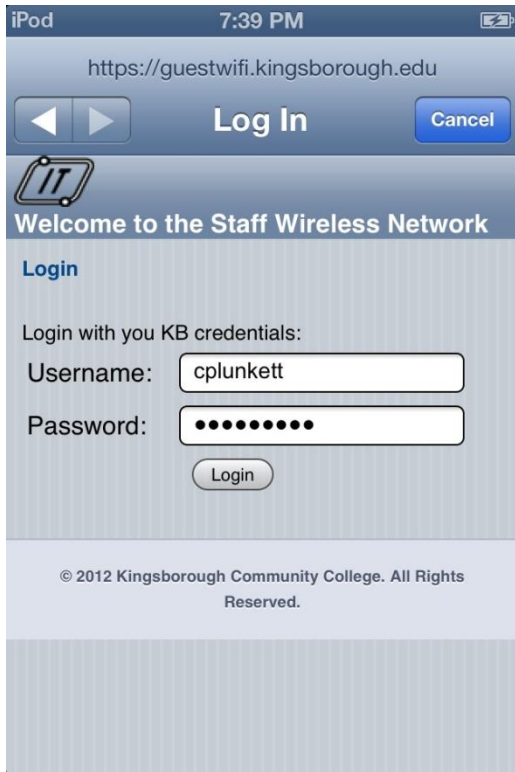 iPod 7:39 PM
https://guestwifi.kingsborough.edu
Log In Cancel
IT
Welcome to the Staff Wireless Network
Login
Login with you KB credentials:
Username: cplunkett
Password: •••••••••
Login
© 2012 Kingsborough Community College. All Rights
Reserved.